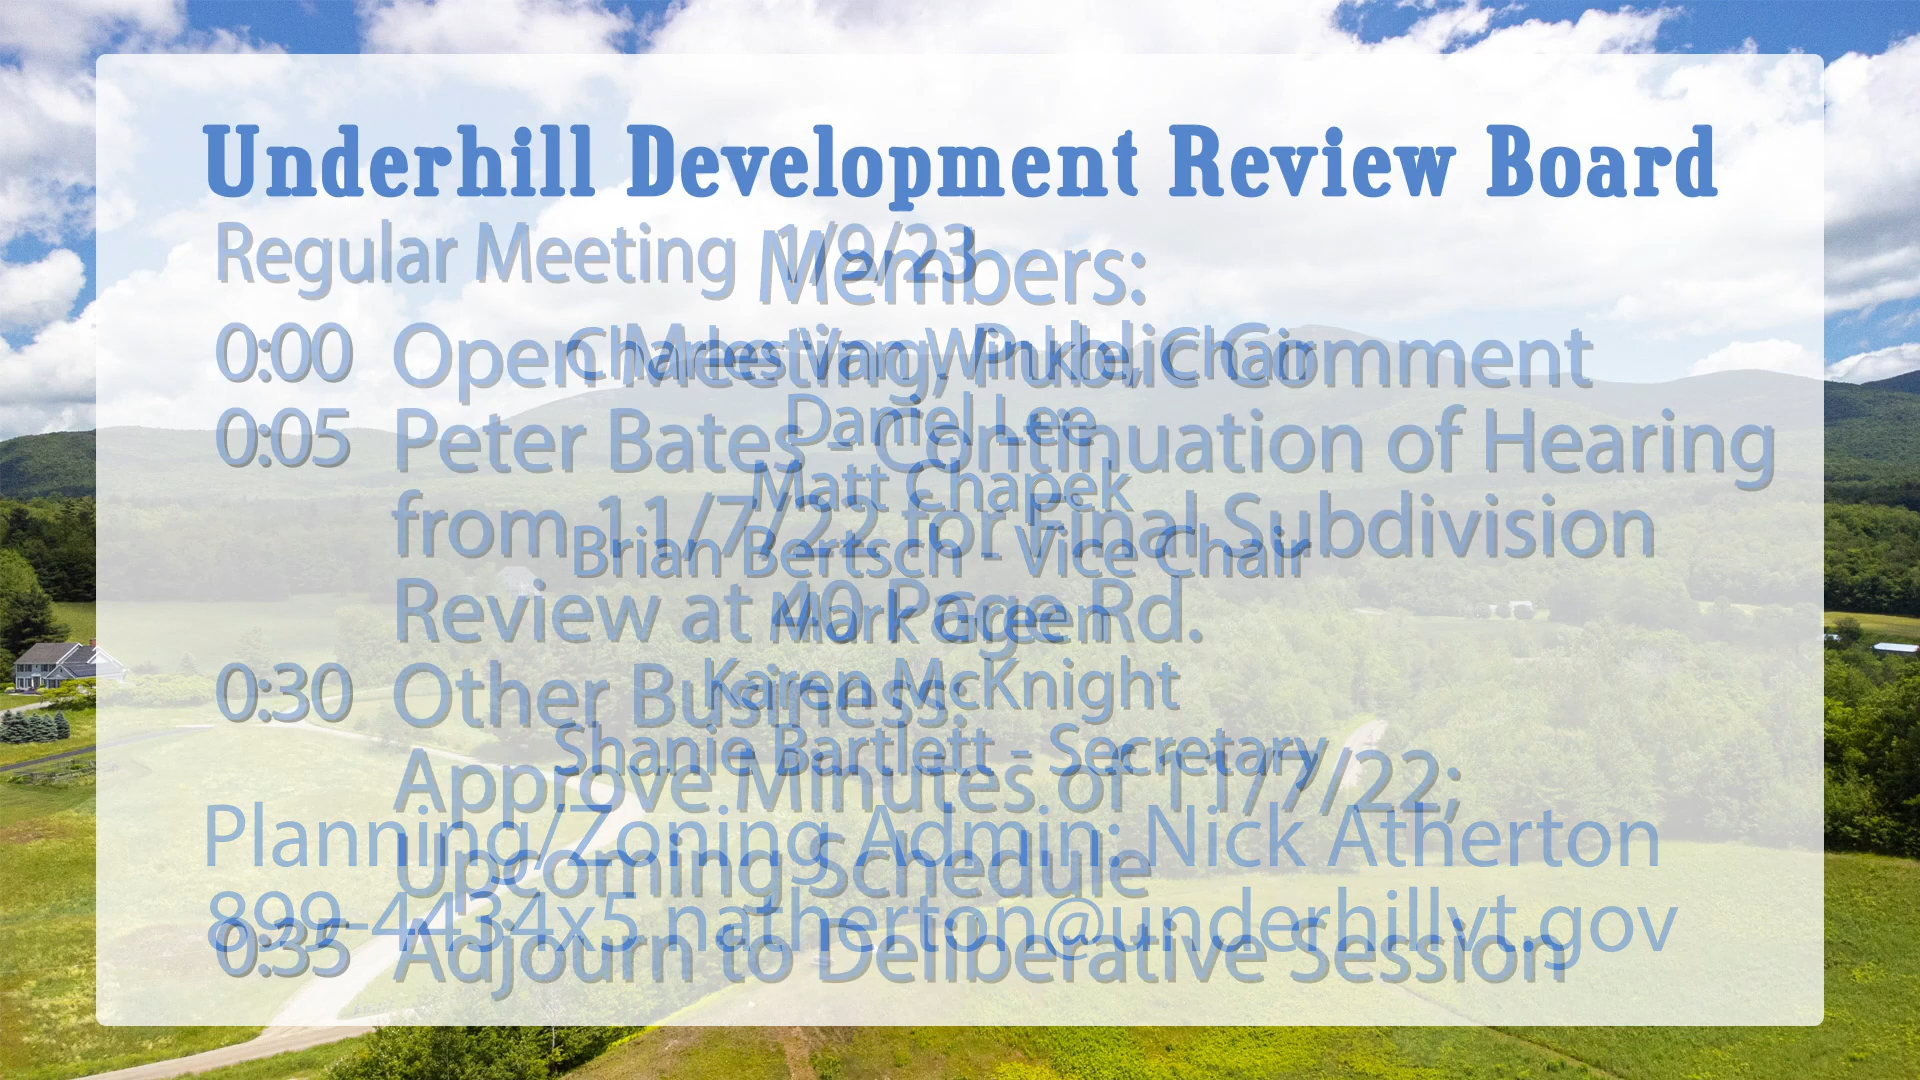 Underhill Development Review Board
Regular Meeting 1/9/23
0:00 Open Meeting, Public Comment
0:05 Peter Bates - Continuation of Hearing
from 11/7/22 for Final Subdivision
Review at 40 Page Rd.
0:30 Other Business:
Approve Minutes of 11/7/22;
Upcoming Schedule
0:35 Adjourn to Deliberative Session
Members:
Charles Van Winkle, Chair
Daniel Lee
Matt Chapek
Brian Bertsch - Vice Chair
Mark Green
Karen McKnight
Shanie Bartlett - Secretary
Planning/Zoning Admin: Nick Atherton
899-4434x5 natherton@underhillvt.gov